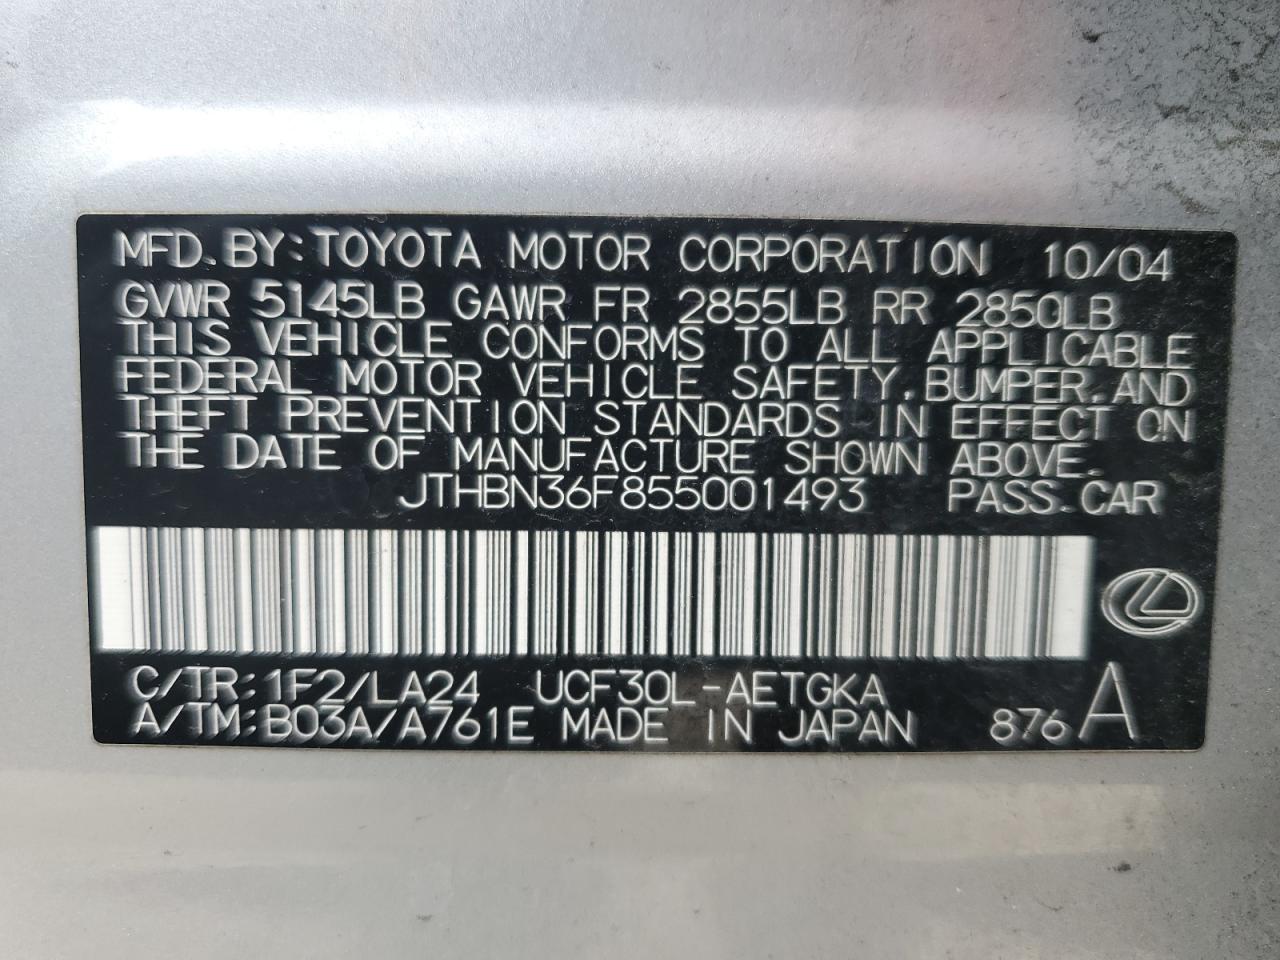 MFD. BY: TOYOTA MOTOR CORPORATION 10/04
GVWR 5145LB GAWR FR 2855LB RR 2850LB
THIS VEHICLE CONFORMS TO ALL APPLICABLE
FEDERAL MOTOR VEHICLE SAFETY, BUMPER, AND
THEFT PREVENTION STANDARDS IN EFFECT ON
THE DATE OF MANUFACTURE SHOWN ABOVE.
JTHBN36F855001493 PASS. CAR
C/TR: 1F2/LA24 UCF30L-AETGKA
A/TM: B03A/A761E MADE IN JAPAN 876 A